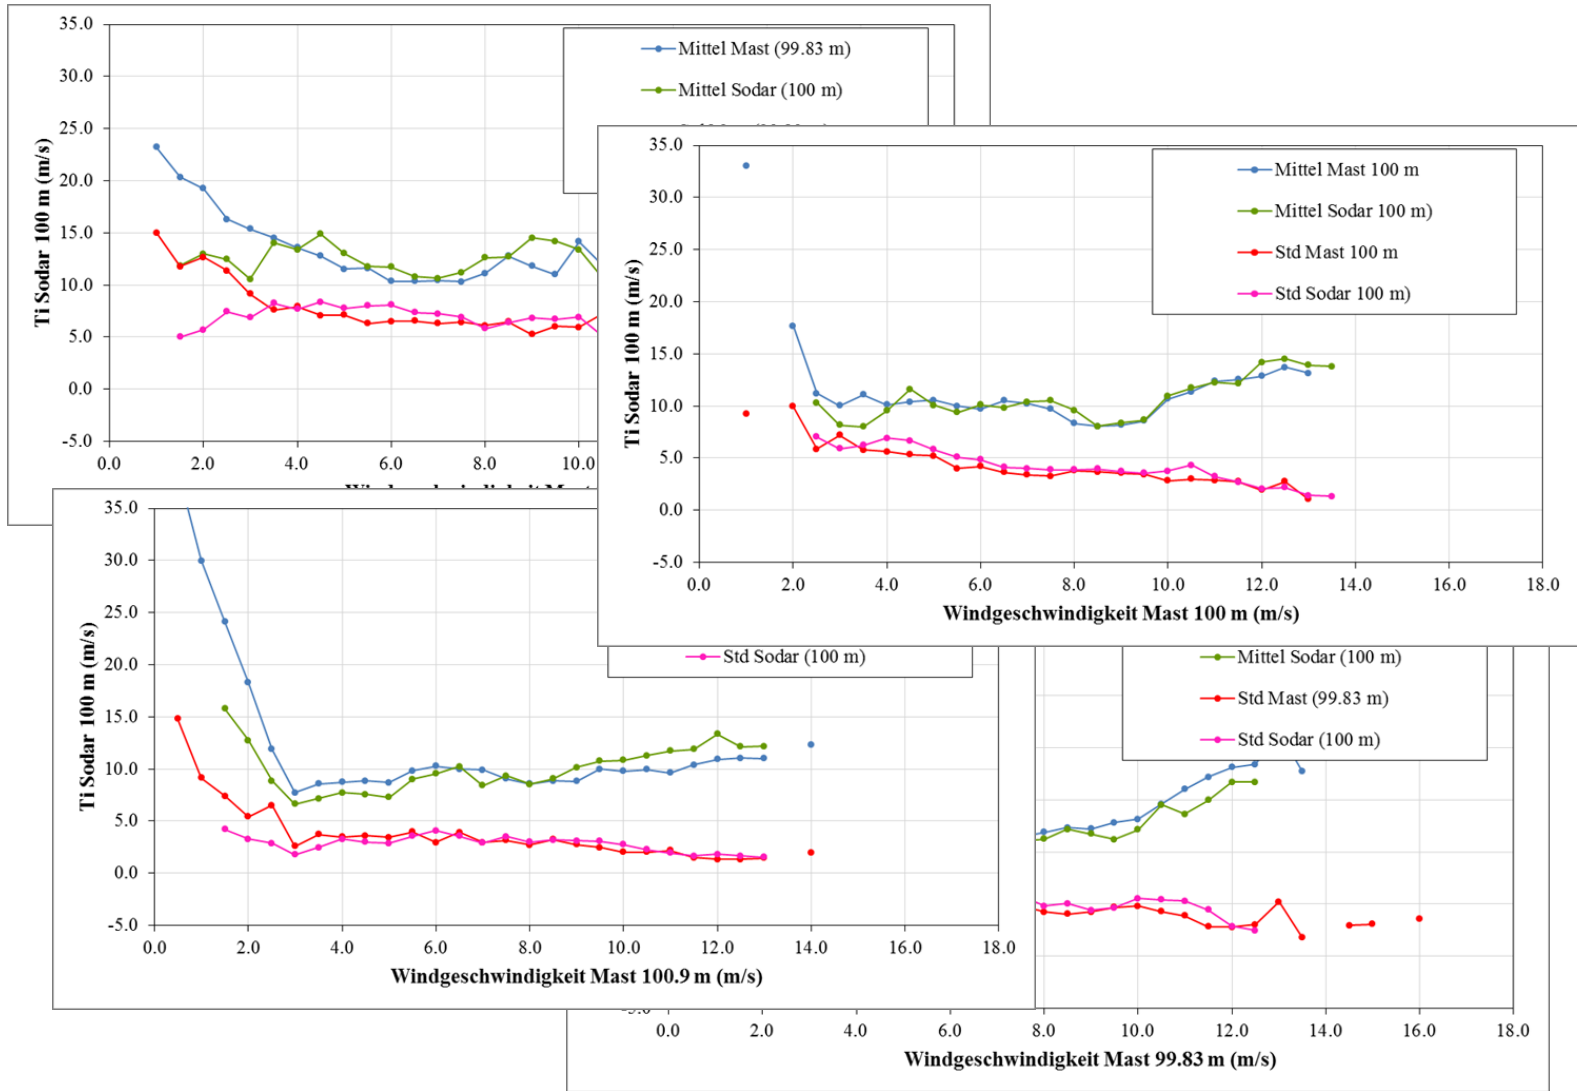 35.0
30.0
25.0
20.0
15.0
10.0
5.0
0.0
-5.0
0.0 2.0 4.0 6.0 8.0 10.0
Ti Sodar 100 m (m/s)
Mittel Mast (99.83 m)
Mittel Sodar (100 m)
35.0
30.0
25.0
20.0
15.0
10.0
5.0
0.0
-5.0
0.0 2.0 4.0 6.0 8.0 10.0 12.0 14.0 16.0 18.0
Ti Sodar 100 m (m/s)
Windgeschwindigkeit Mast 100 m (m/s)
Mittel Mast 100 m
Mittel Sodar 100 m)
Std Mast 100 m
Std Sodar 100 m)
35.0
30.0
25.0
20.0
15.0
10.0
5.0
0.0
-5.0
0.0 2.0 4.0 6.0 8.0 10.0 12.0 14.0 16.0 18.0
Ti Sodar 100 m (m/s)
Windgeschwindigkeit Mast 100.9 m (m/s)
Std Sodar (100 m)
Mittel Sodar (100 m)
Std Mast (99.83 m)
Std Sodar (100 m)
0.0 2.0 4.0 6.0 8.0 10.0 12.0 14.0 16.0 18.0
Windgeschwindigkeit Mast 99.83 m (m/s)